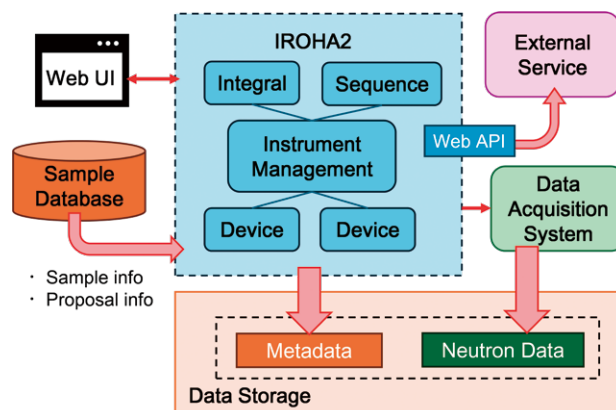 IROHA2
Web UI
Integral
Sequence
External
Service
Instrument
Management
Web API
Sample
Database
Device
Device
Data
Acquisition
System
・ Sample info
・ Proposal info
Metadata
Neutron Data
Data Storage